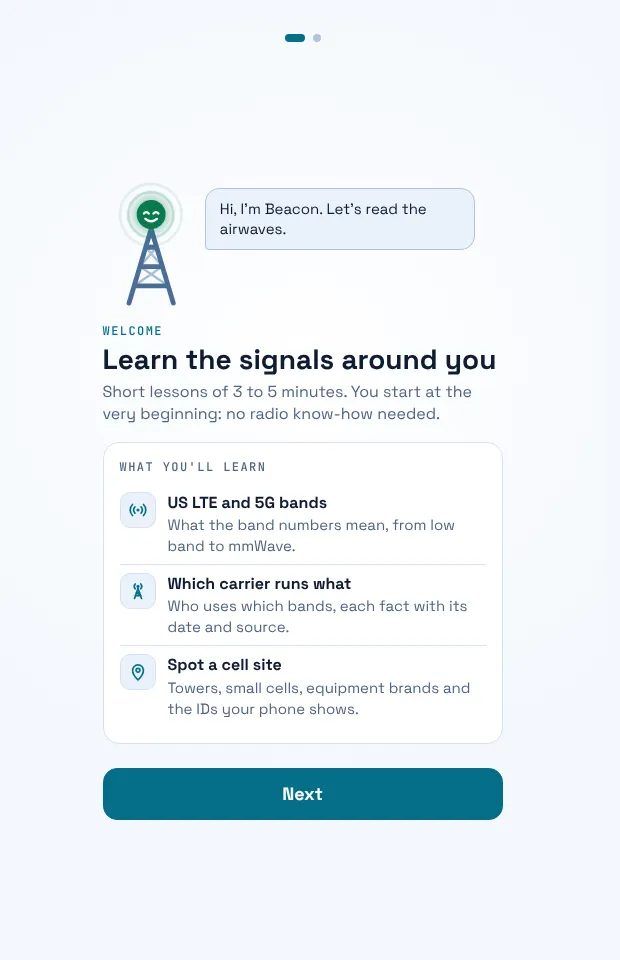 Hi, I'm Beacon. Let's read the
airwaves.
WELCOME
Learn the signals around you
Short lessons of 3 to 5 minutes. You start at the
very beginning: no radio know-how needed.
WHAT YOU'LL LEARN
US LTE and 5G bands
What the band numbers mean, from low
band to mmWave.
Which carrier runs what
Who uses which bands, each fact with its
date and source.
Spot a cell site
Towers, small cells, equipment brands and
the IDs your phone shows.
Next